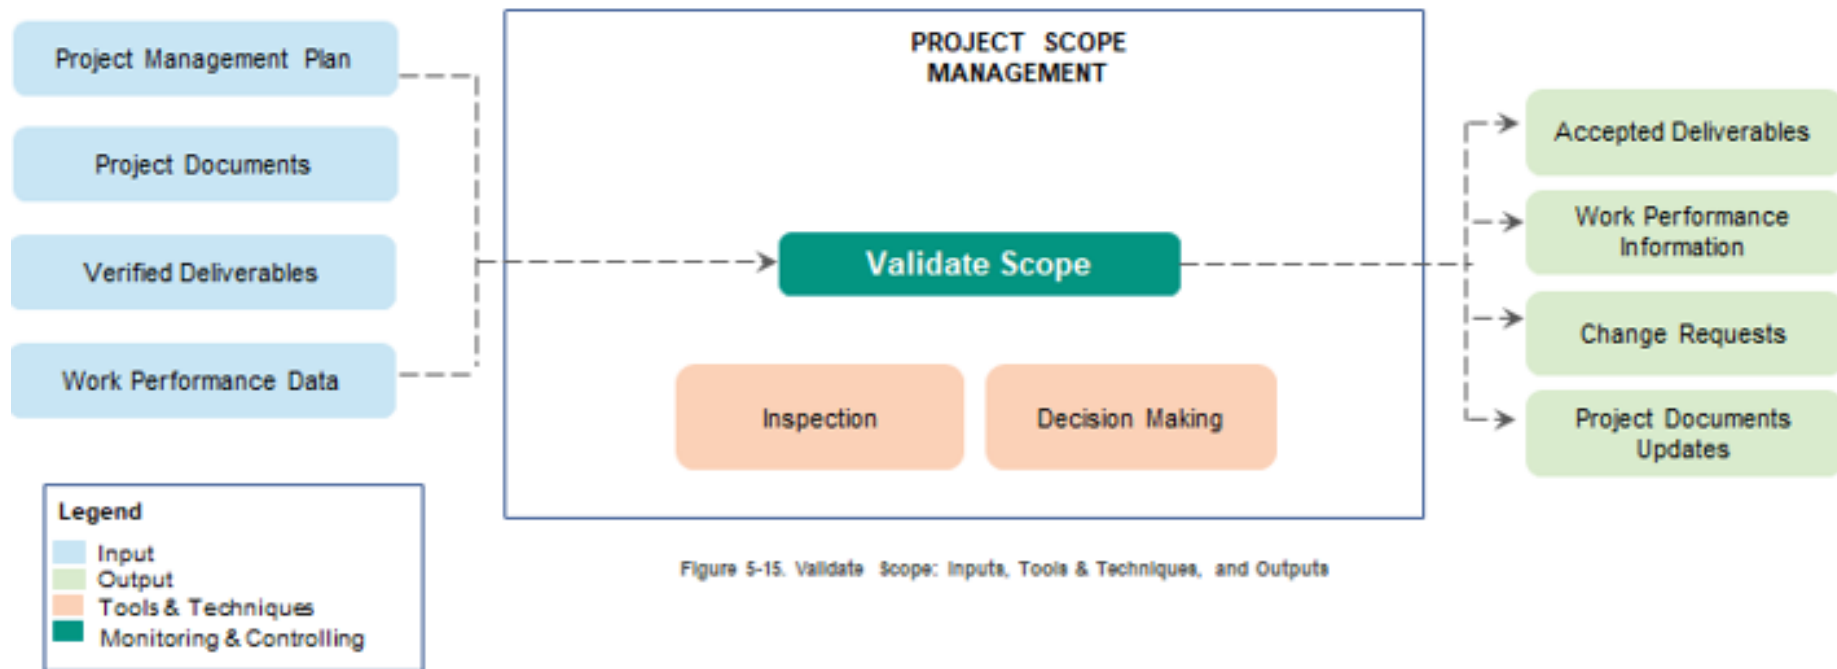 Project Management Plan
Project Documents
Verified Deliverables
Work Performance Data
PROJECT SCOPE
MANAGEMENT
Validate Scope
Inspection
Decision Making
Accepted Deliverables
Work Performance
Information
Change Requests
Project Documents
Updates
Legend
Input
Output
Tools & Techniques
Monitoring & Controlling
Figure 5-15. Validate Scope: Inputs, Tools & Techniques, and Outputs